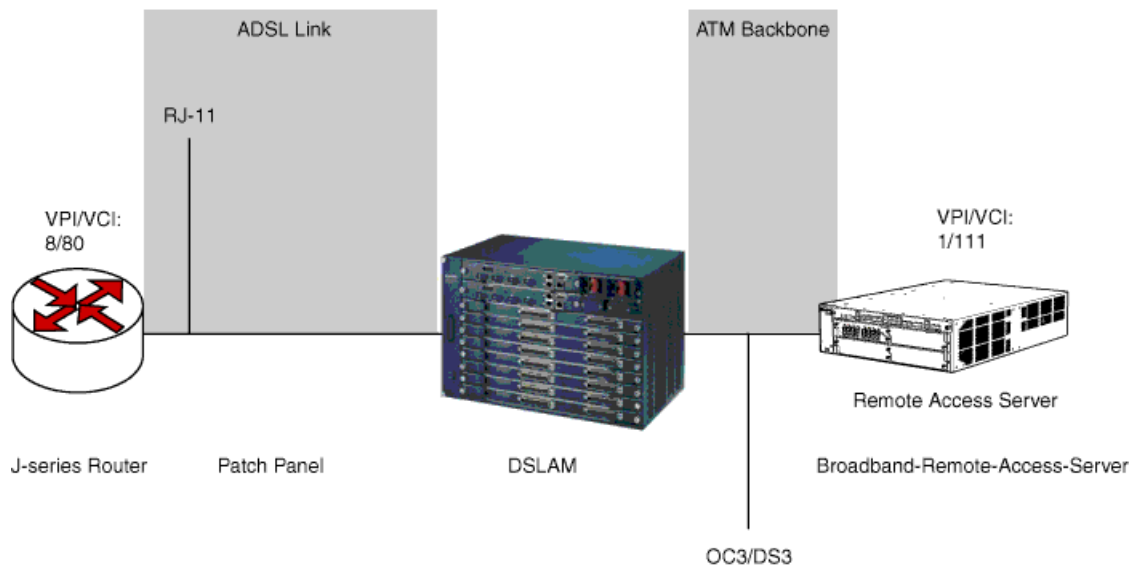 ADSL Link
ATM Backbone
RJ-11
VPI/VCI:
8/80
VPI/VCI:
1/111
Remote Access Server
J-series Router
Patch Panel
DSLAM
Broadband-Remote-Access-Server
OC3/DS3